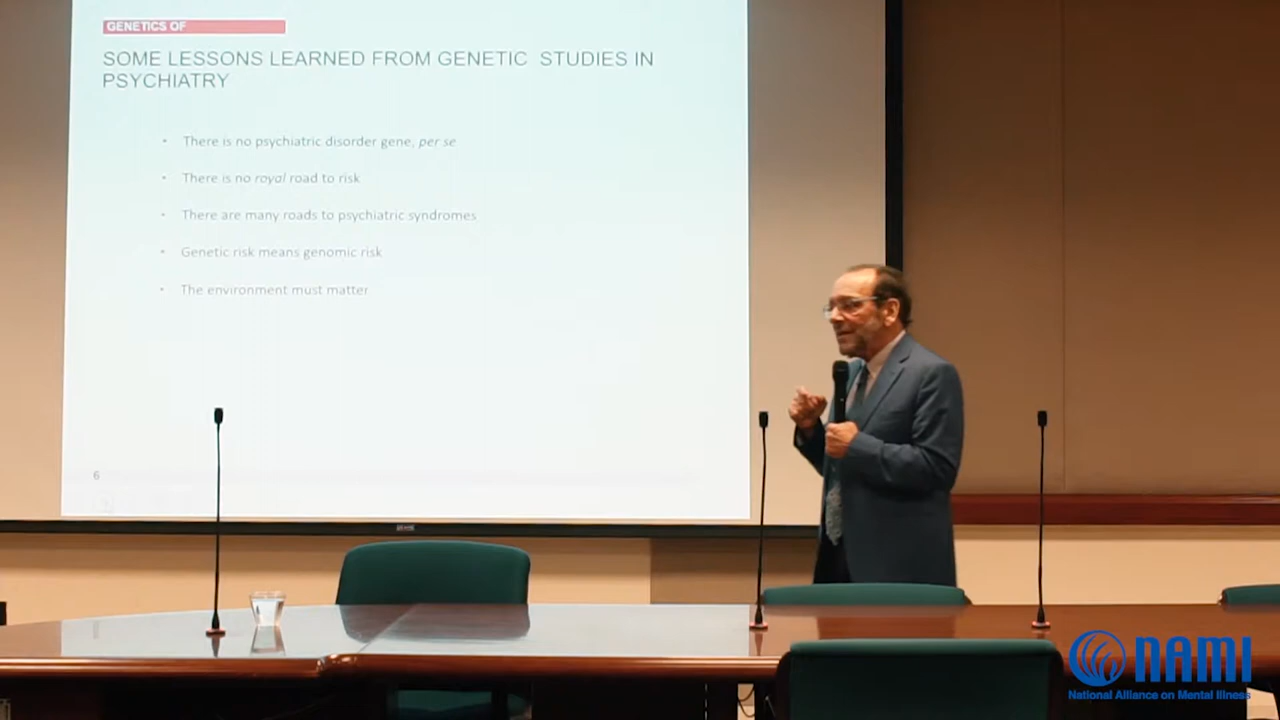 GENETICS OF
SOME LESSONS LEARNED FROM GENETIC STUDIES IN
PSYCHIATRY
• There is no psychiatric disorder gene, per se
• There is no royal road to risk
• There are many roads to psychiatric syndromes
• Genetic risk means genomic risk
• The environment must matter
6
NAMI
National Alliance on Mental Illness